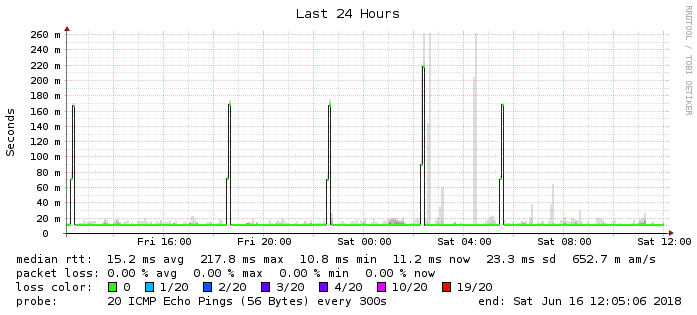 Last 24 Hours
RRDTOOL / TOBI OETIKER
Seconds
260 m
240 m
220 m
200 m
180 m
160 m
140 m
120 m
100 m
80 m
60 m
40 m
20 m
0
Fri 16:00 Fri 20:00 Sat 00:00 Sat 04:00 Sat 08:00 Sat 12:00
median rtt: 15.2 ms avg 217.8 ms max 10.8 ms min 11.2 ms now 23.3 ms sd 652.7 m am/s
packet loss: 0.00 % avg 0.00 % max 0.00 % min 0.00 % now
loss color: 0 1/20 2/20 3/20 4/20 10/20 19/20
probe: 20 ICMP Echo Pings (56 Bytes) every 300s end: Sat Jun 16 12:05:06 2018